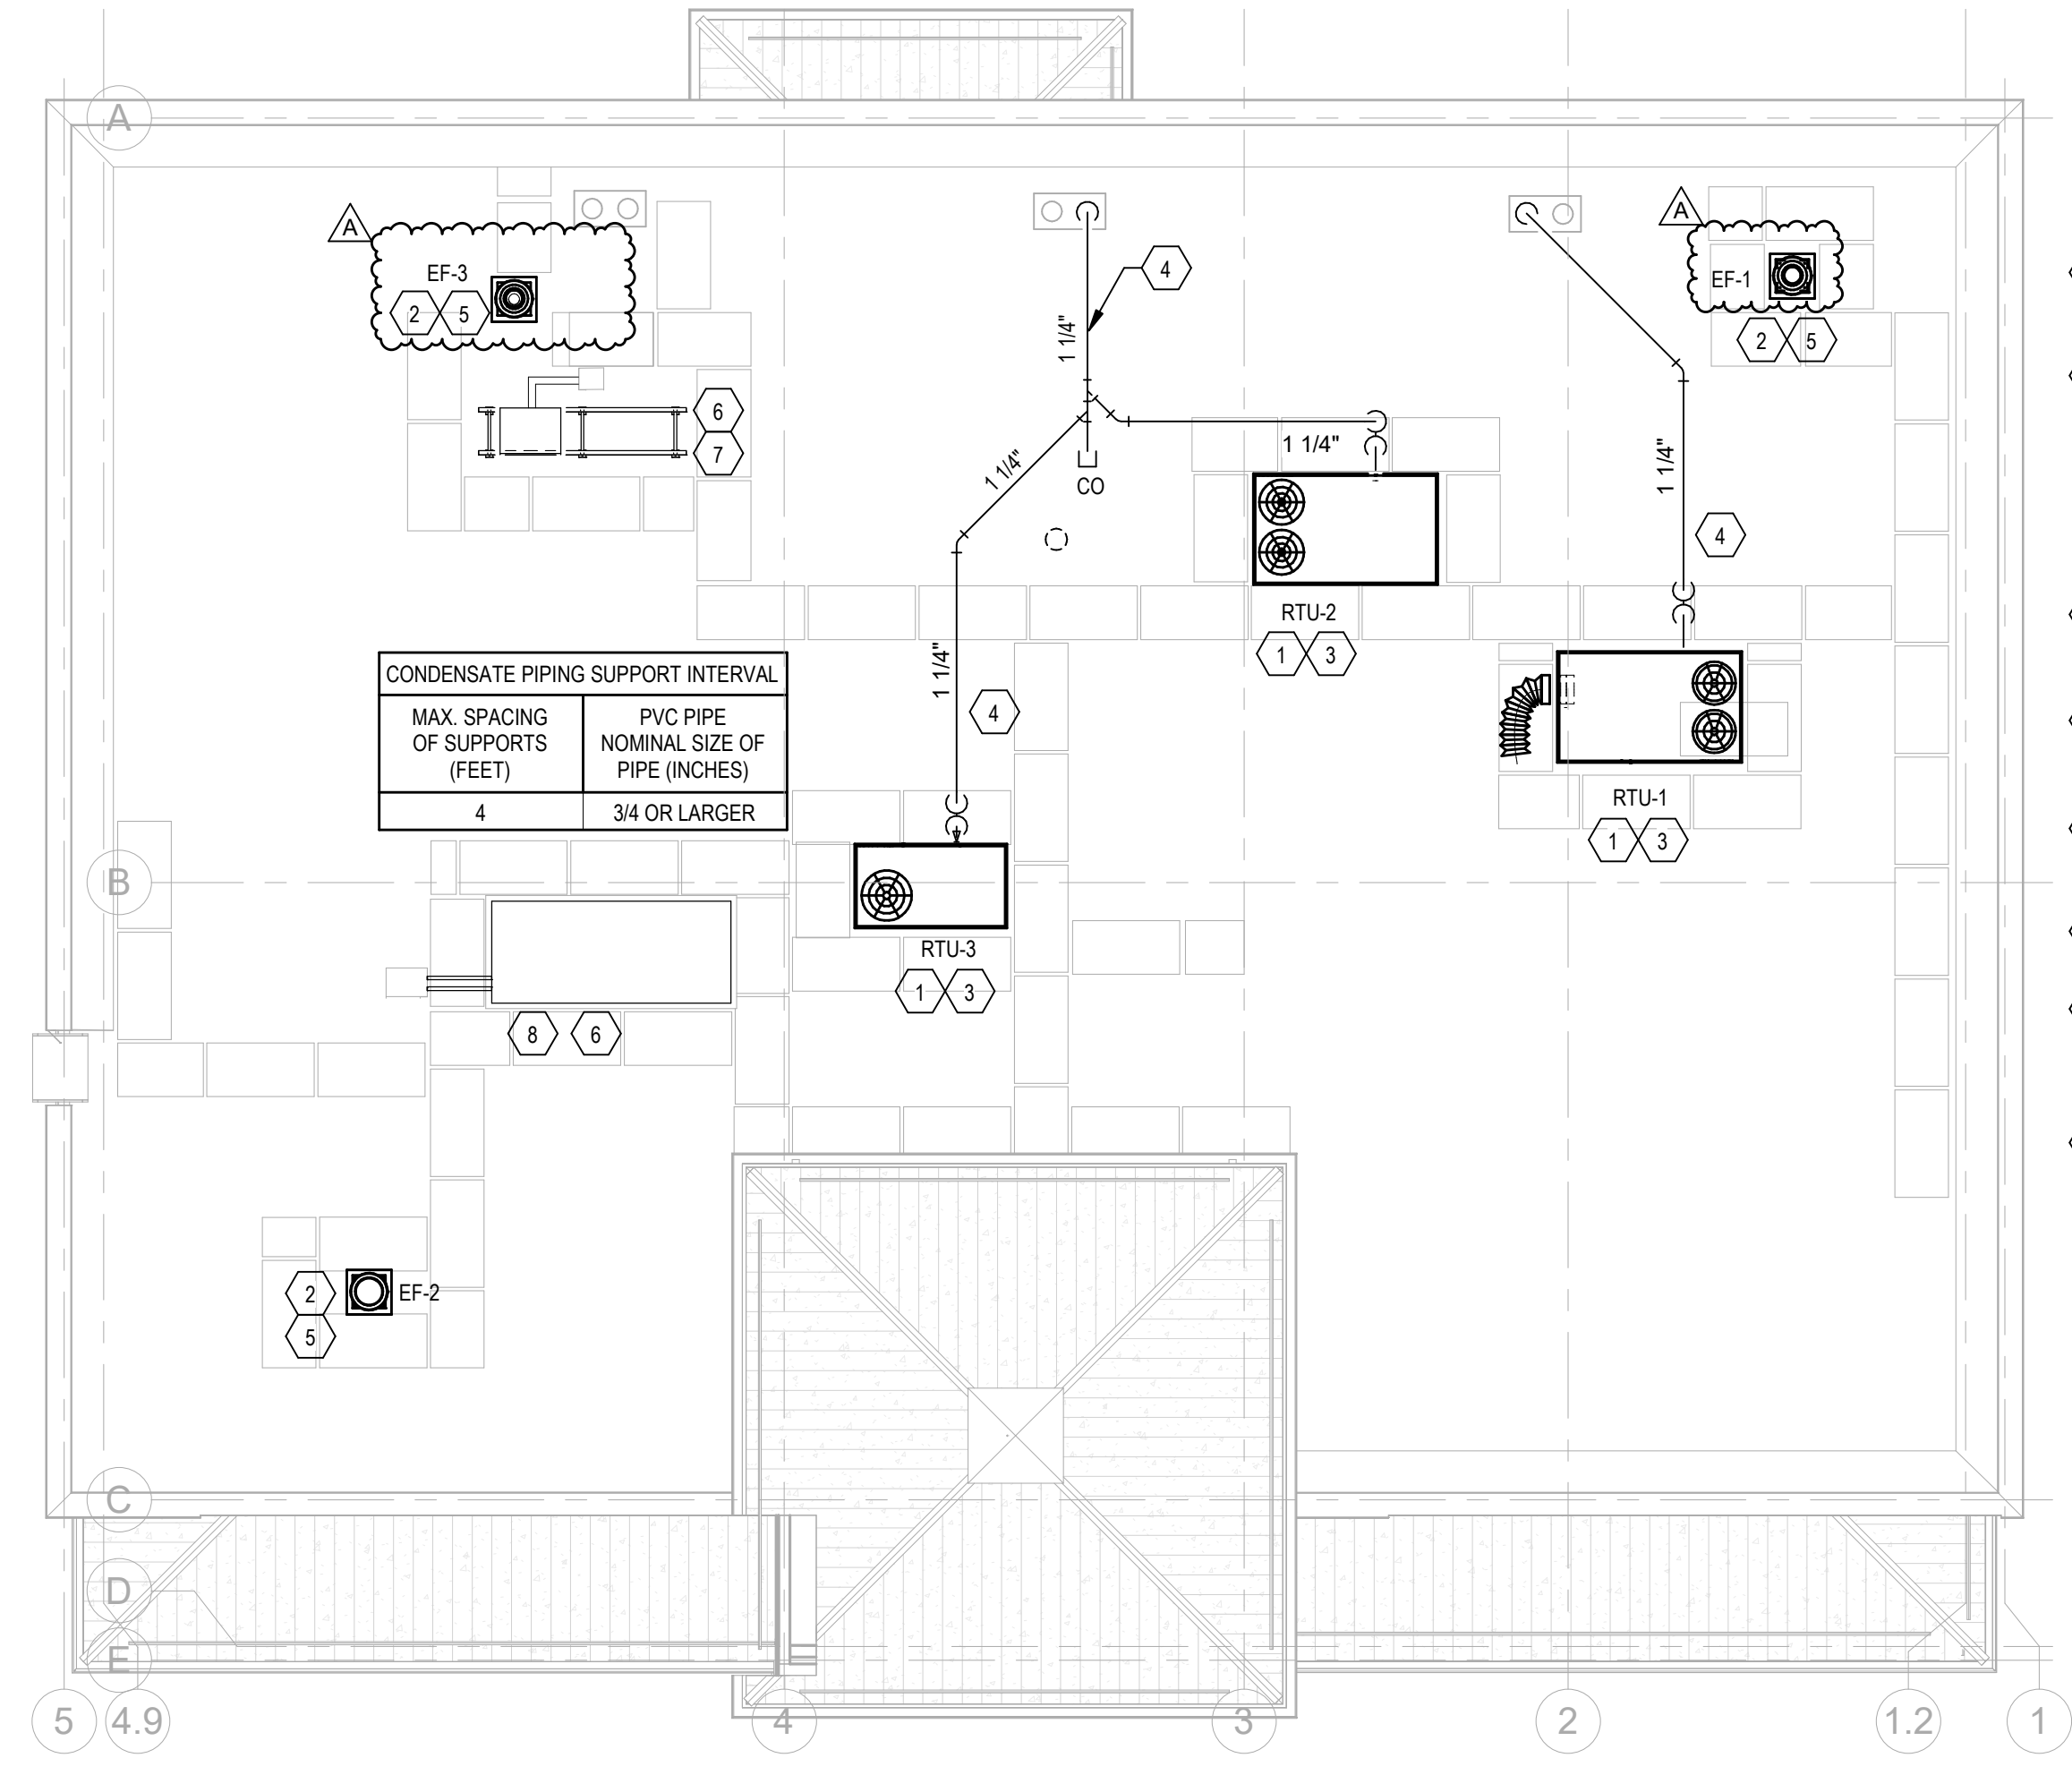 A
A
A
EF-3
2
5
4
EF-1
2
5
1 1/4"
1 1/4"
1 1/4"
1 1/4"
1 1/4"
6
7
CO
4
RTU-2
1
3
CONDENSATE PIPING SUPPORT INTERVAL
MAX. SPACING
OF SUPPORTS
(FEET)
PVC PIPE
NOMINAL SIZE OF
PIPE (INCHES)
4
3/4 OR LARGER
4
RTU-1
1
3
B
RTU-3
1
3
8
6
2
5
EF-2
C
D
E
5
4.9
4
3
2
1.2
1